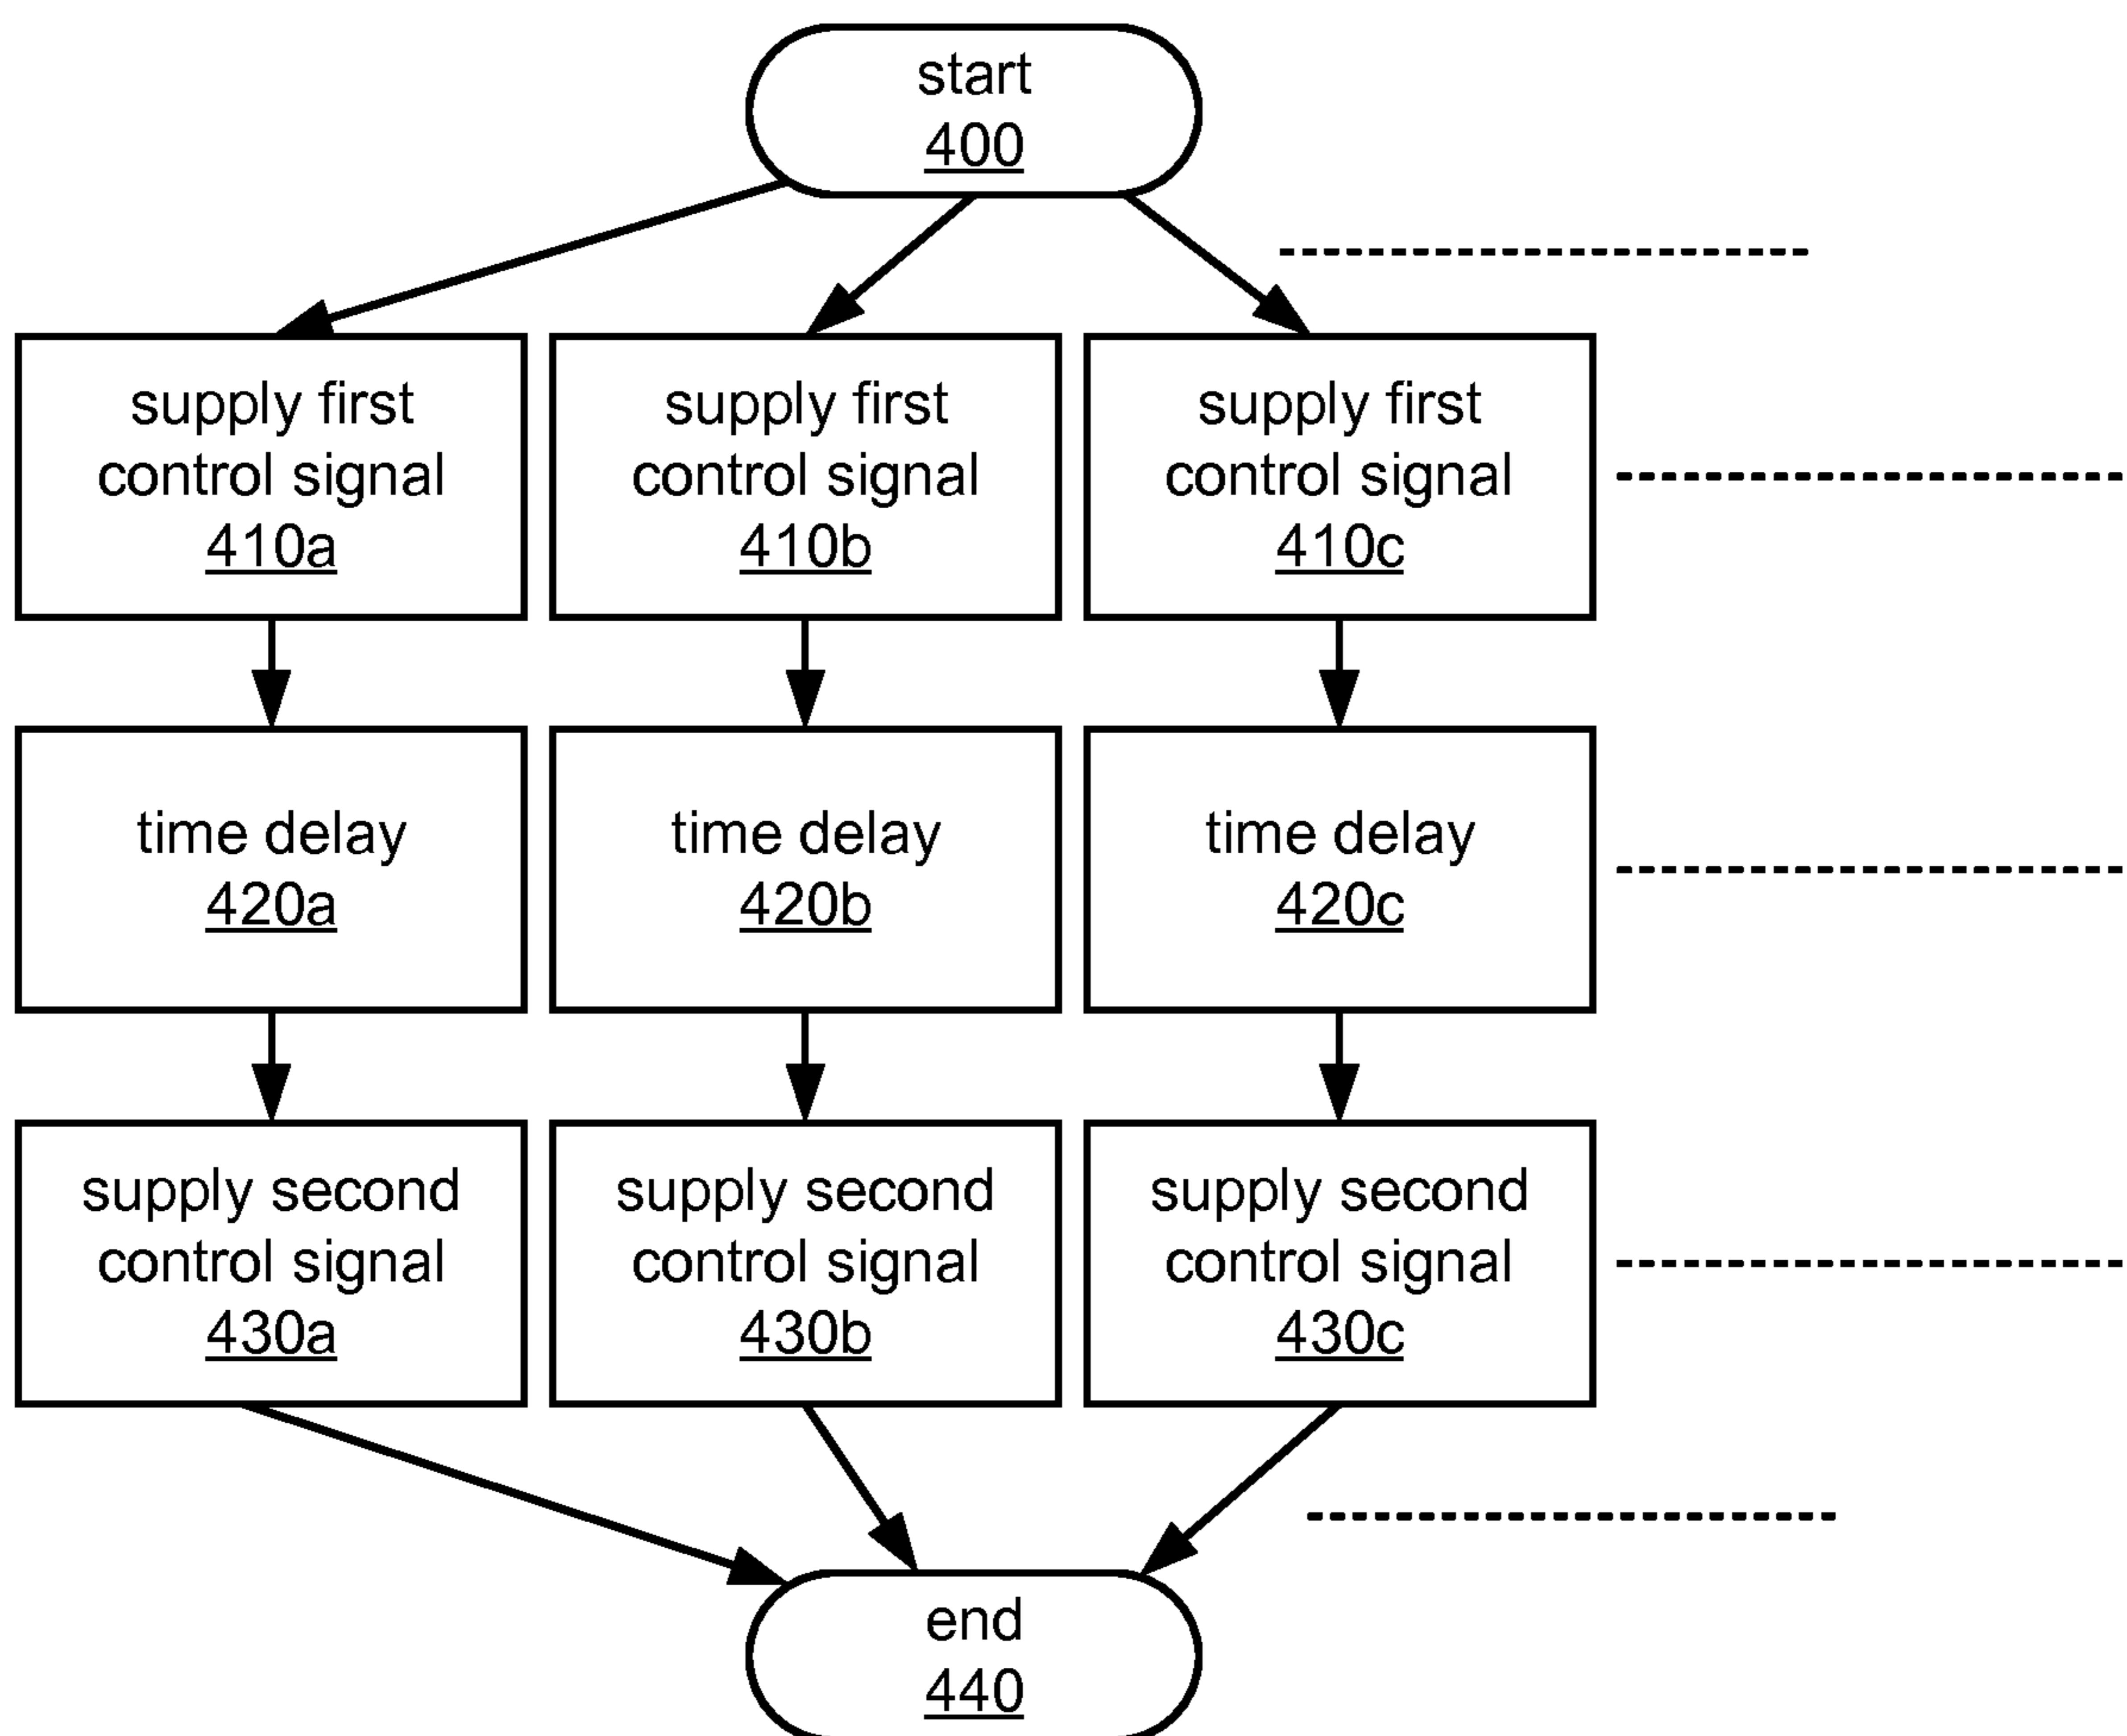 start
400
supply first
control signal
410a
supply first
control signal
410b
supply first
control signal
410c
time delay
420a
time delay
420b
time delay
420c
supply second
control signal
430a
supply second
control signal
430b
supply second
control signal
430c
end
440